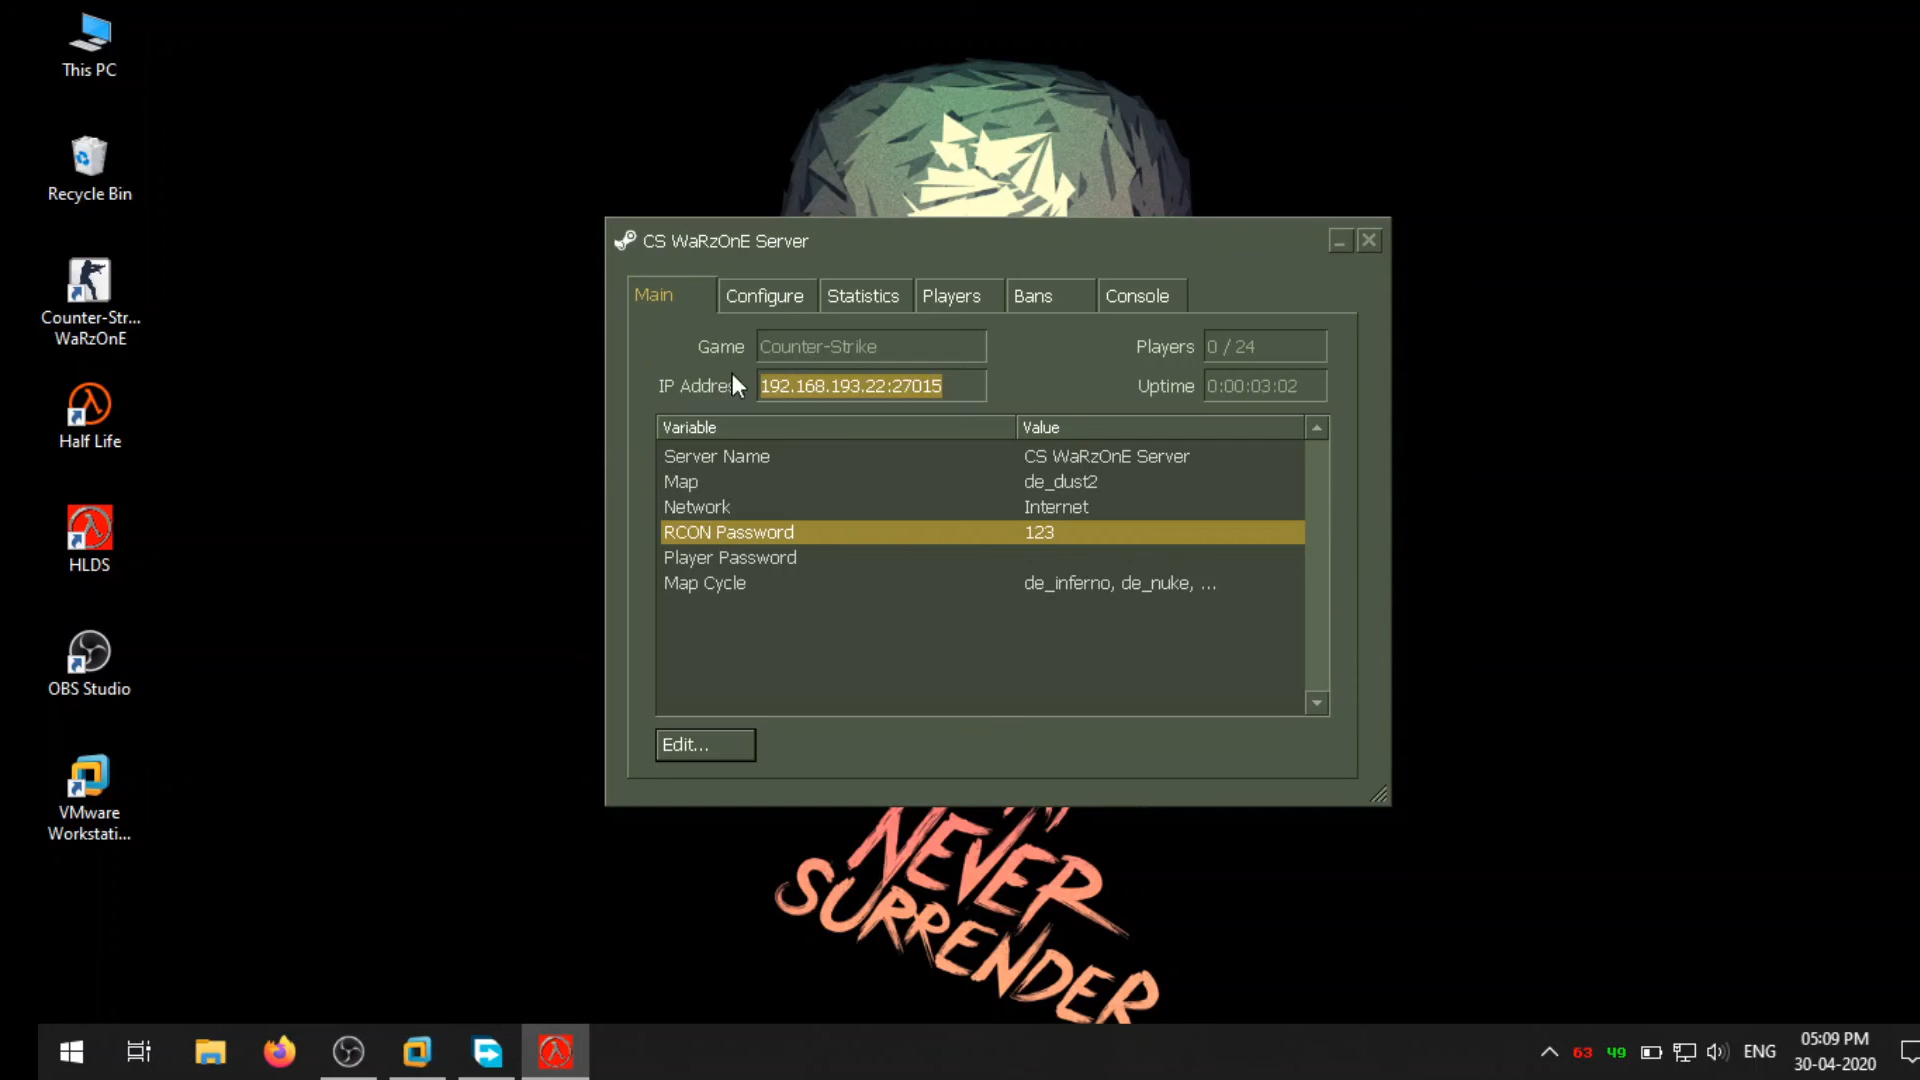 This PC
Recycle Bin
Counter-Str...
WaRzOnE
Half Life
HLDS
OBS Studio
VMware
Workstati...
CS WaRzOnE Server
Main
Configure
Statistics
Players
Bans
Console
Game
Counter-Strike
Players
0 / 24
IP Addre
192.168.193.22:27015
Uptime
0:00:03:02
Variable
Value
Server Name
CS WaRzOnE Server
Map
de_dust2
Network
Internet
RCON Password
123
Player Password
Map Cycle
de_inferno, de_nuke, ...
Edit...
NEVER
SURRENDER
63
49
ENG
05:09 PM
30-04-2020